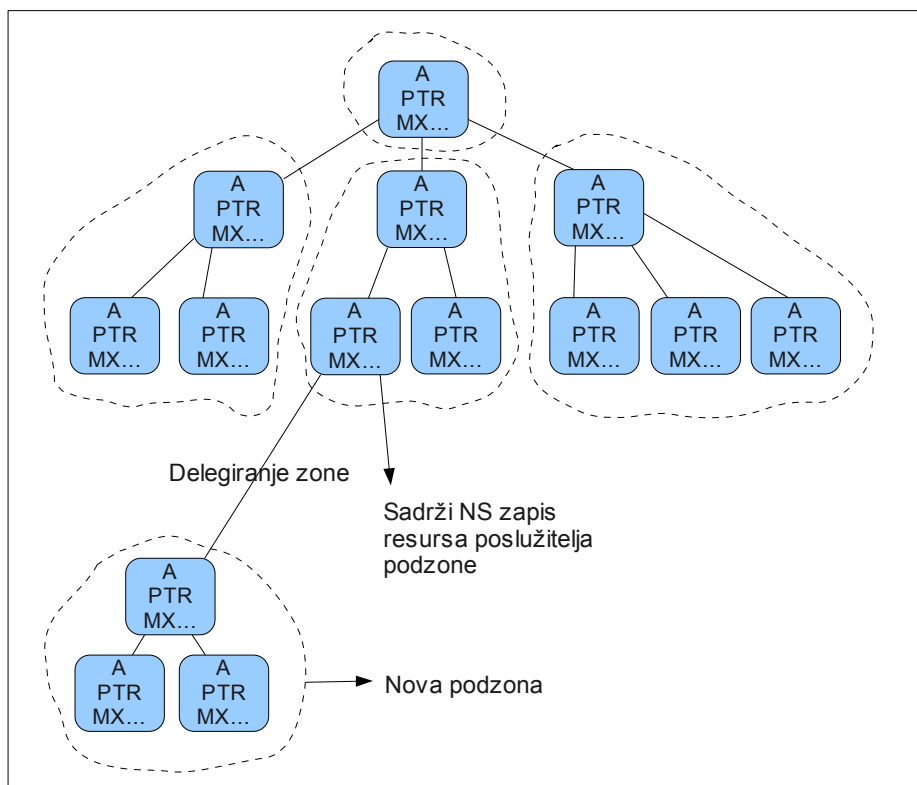 A
PTR
MX...
A
PTR
MX...
A
PTR
MX...
A
PTR
MX...
A
PTR
MX...
A
PTR
MX...
A
PTR
MX...
A
PTR
MX...
A
PTR
MX...
A
PTR
MX...
A
PTR
MX...
Delegiranje zone
Sadrži NS zapis
resursa poslužitelja
podzone
A
PTR
MX...
A
PTR
MX...
A
PTR
MX...
Nova podzona